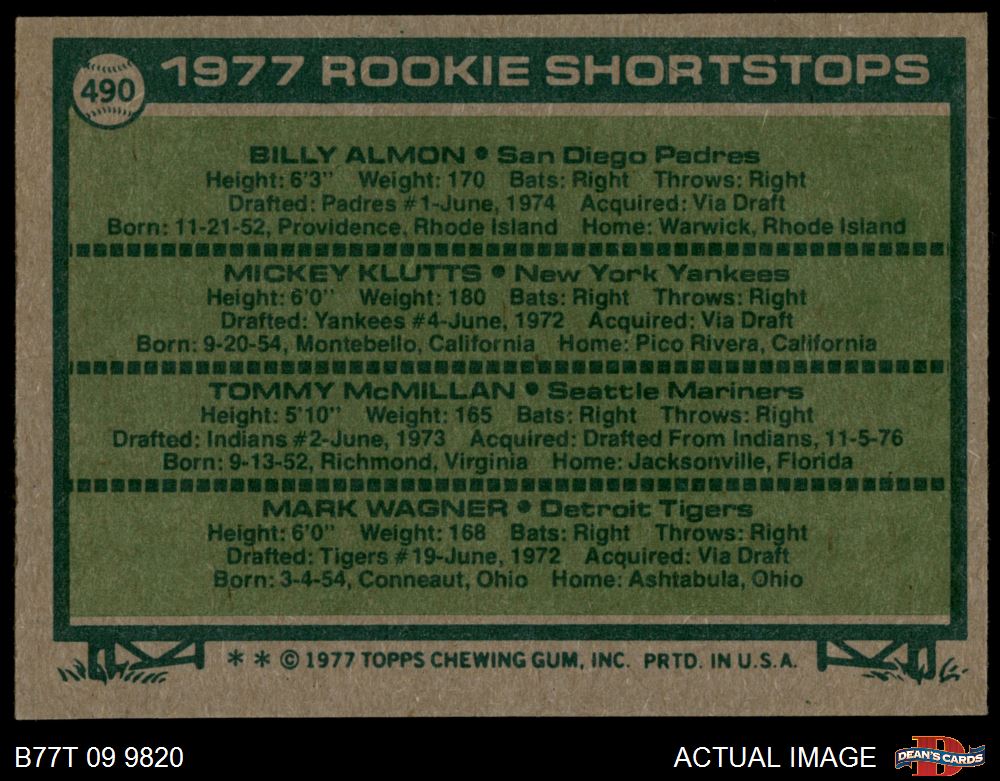 490
1977 ROOKIE SHORTSTOPS
BILLY ALMON • San Diego Padres
Height: 6'3" Weight: 170 Bats: Right Throws: Right
Drafted: Padres #1-June, 1974 Acquired: Via Draft
Born: 11-21-52, Providence, Rhode Island Home: Warwick, Rhode Island
MICKEY KLUTTS • New York Yankees
Height: 6'0" Weight: 180 Bats: Right Throws: Right
Drafted: Yankees #4-June, 1972 Acquired: Via Draft
Born: 9-20-54, Montebello, California Home: Pico Rivera, California
TOMMY McMILLAN • Seattle Mariners
Height: 5'10" Weight: 165 Bats: Right Throws: Right
Drafted: Indians #2-June, 1973 Acquired: Drafted From Indians, 11-5-76
Born: 9-13-52, Richmond, Virginia Home: Jacksonville, Florida
MARK WAGNER • Detroit Tigers
Height: 6'0" Weight: 168 Bats: Right Throws: Right
Drafted: Tigers #19-June, 1972 Acquired: Via Draft
Born: 3-4-54, Conneaut, Ohio Home: Ashtabula, Ohio
* * © 1977 TOPPS CHEWING GUM, INC. PRTD. IN U.S.A.
B77T 09 9820
ACTUAL IMAGE
D
DEAN'S CARDS